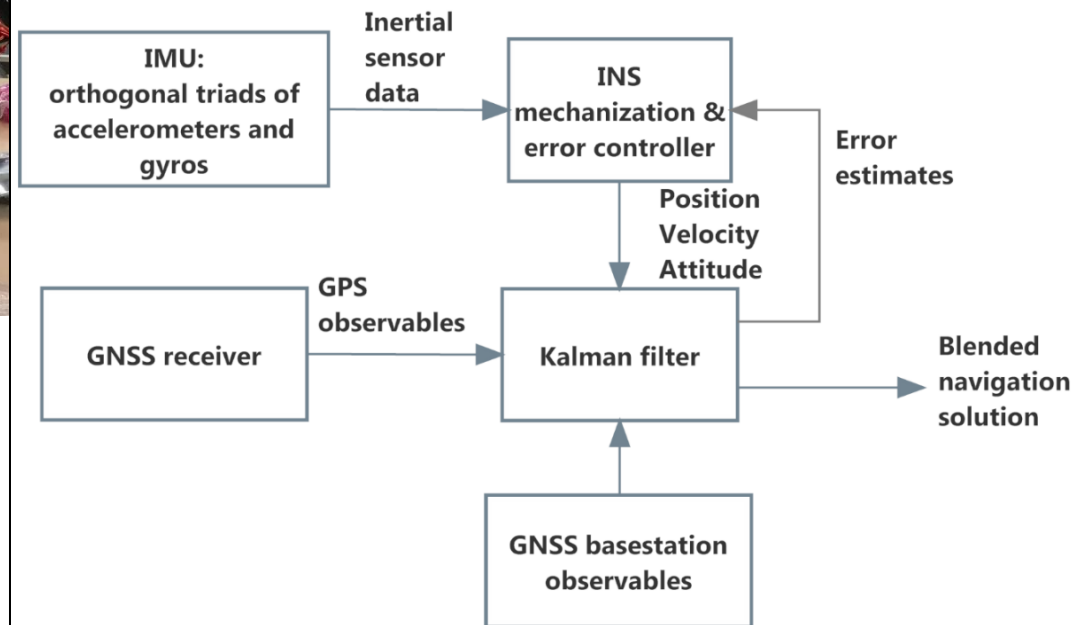 IMU:
orthogonal triads of
accelerometers and
gyros
Inertial
sensor
data
INS
mechanization &
error controller
Error
estimates
Position
Velocity
Attitude
GNSS receiver
GPS
observables
Kalman filter
Blended
navigation
solution
GNSS basestation
observables